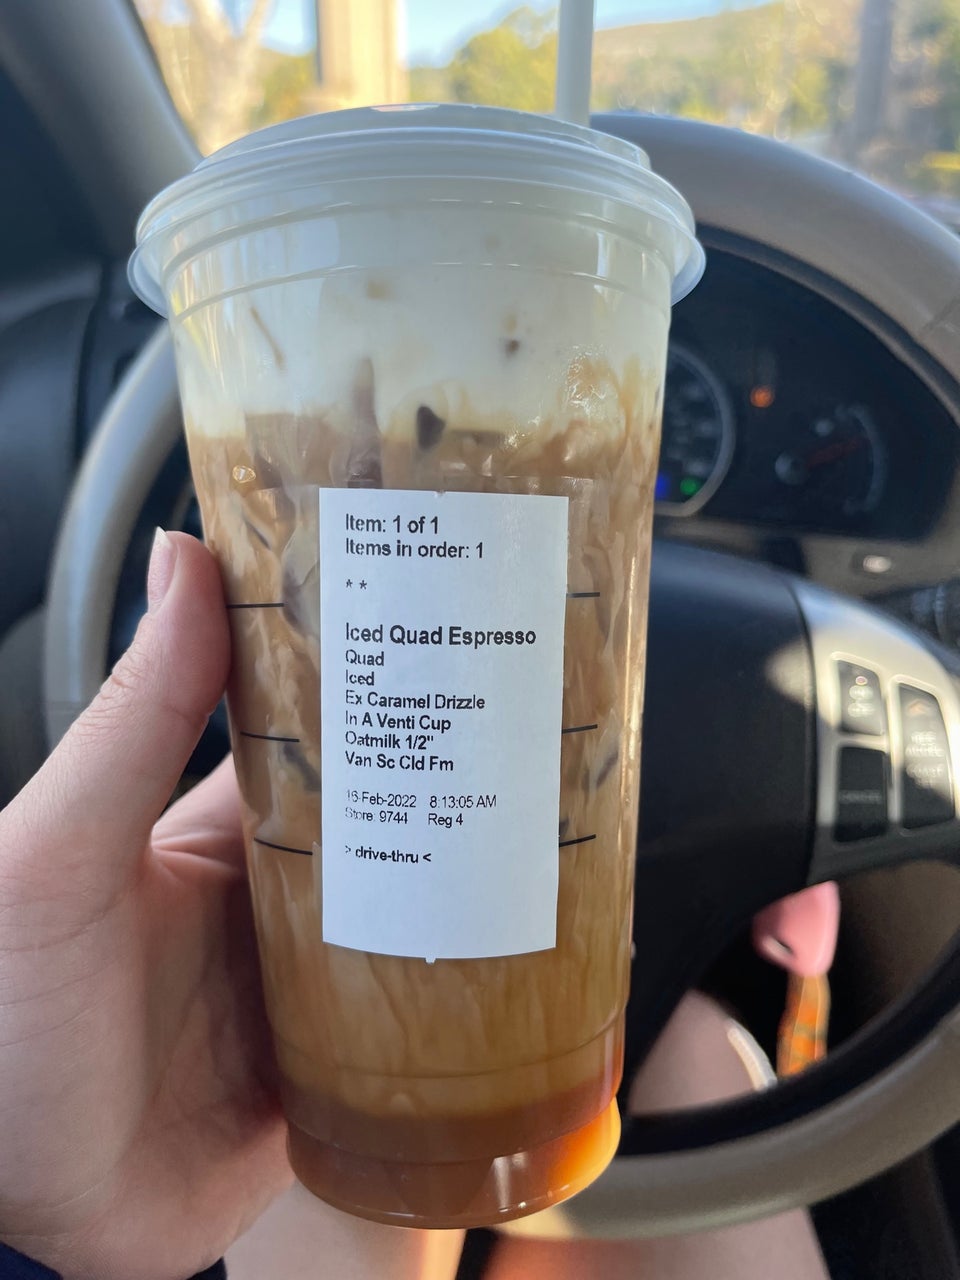 Item: 1 of 1
Items in order: 1
* *
Iced Quad Espresso
Quad
Iced
Ex Caramel Drizzle
In A Venti Cup
Oatmilk 1/2"
Van Sc Cld Fm
16-Feb-2022 8:13:05 AM
Store: 9744 Reg 4
> drive-thru <